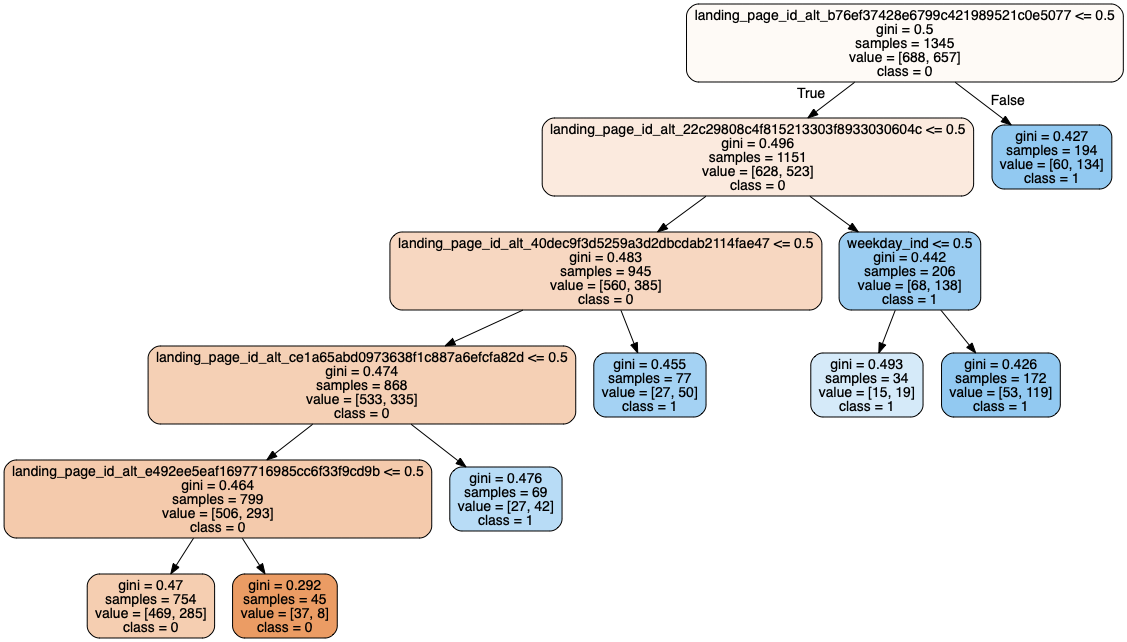 landing_page_id_alt_b76ef37428e6799c421989521c0e5077 <= 0.5
gini = 0.5
samples = 1345
value = [688, 657]
class = 0
True
False
landing_page_id_alt_22c29808c4f815213303f8933030604c <= 0.5
gini = 0.496
samples = 1151
value = [628, 523]
class = 0
gini = 0.427
samples = 194
value = [60, 134]
class = 1
landing_page_id_alt_40dec9f3d5259a3d2dbcdab2114fae47 <= 0.5
gini = 0.483
samples = 945
value = [560, 385]
class = 0
weekday_ind <= 0.5
gini = 0.442
samples = 206
value = [68, 138]
class = 1
landing_page_id_alt_ce1a65abd0973638f1c887a6efcfa82d <= 0.5
gini = 0.474
samples = 868
value = [533, 335]
class = 0
gini = 0.455
samples = 77
value = [27, 50]
class = 1
gini = 0.493
samples = 34
value = [15, 19]
class = 1
gini = 0.426
samples = 172
value = [53, 119]
class = 1
landing_page_id_alt_e492ee5eaf1697716985cc6f33f9cd9b <= 0.5
gini = 0.464
samples = 799
value = [506, 293]
class = 0
gini = 0.476
samples = 69
value = [27, 42]
class = 1
gini = 0.47
samples = 754
value = [469, 285]
class = 0
gini = 0.292
samples = 45
value = [37, 8]
class = 0